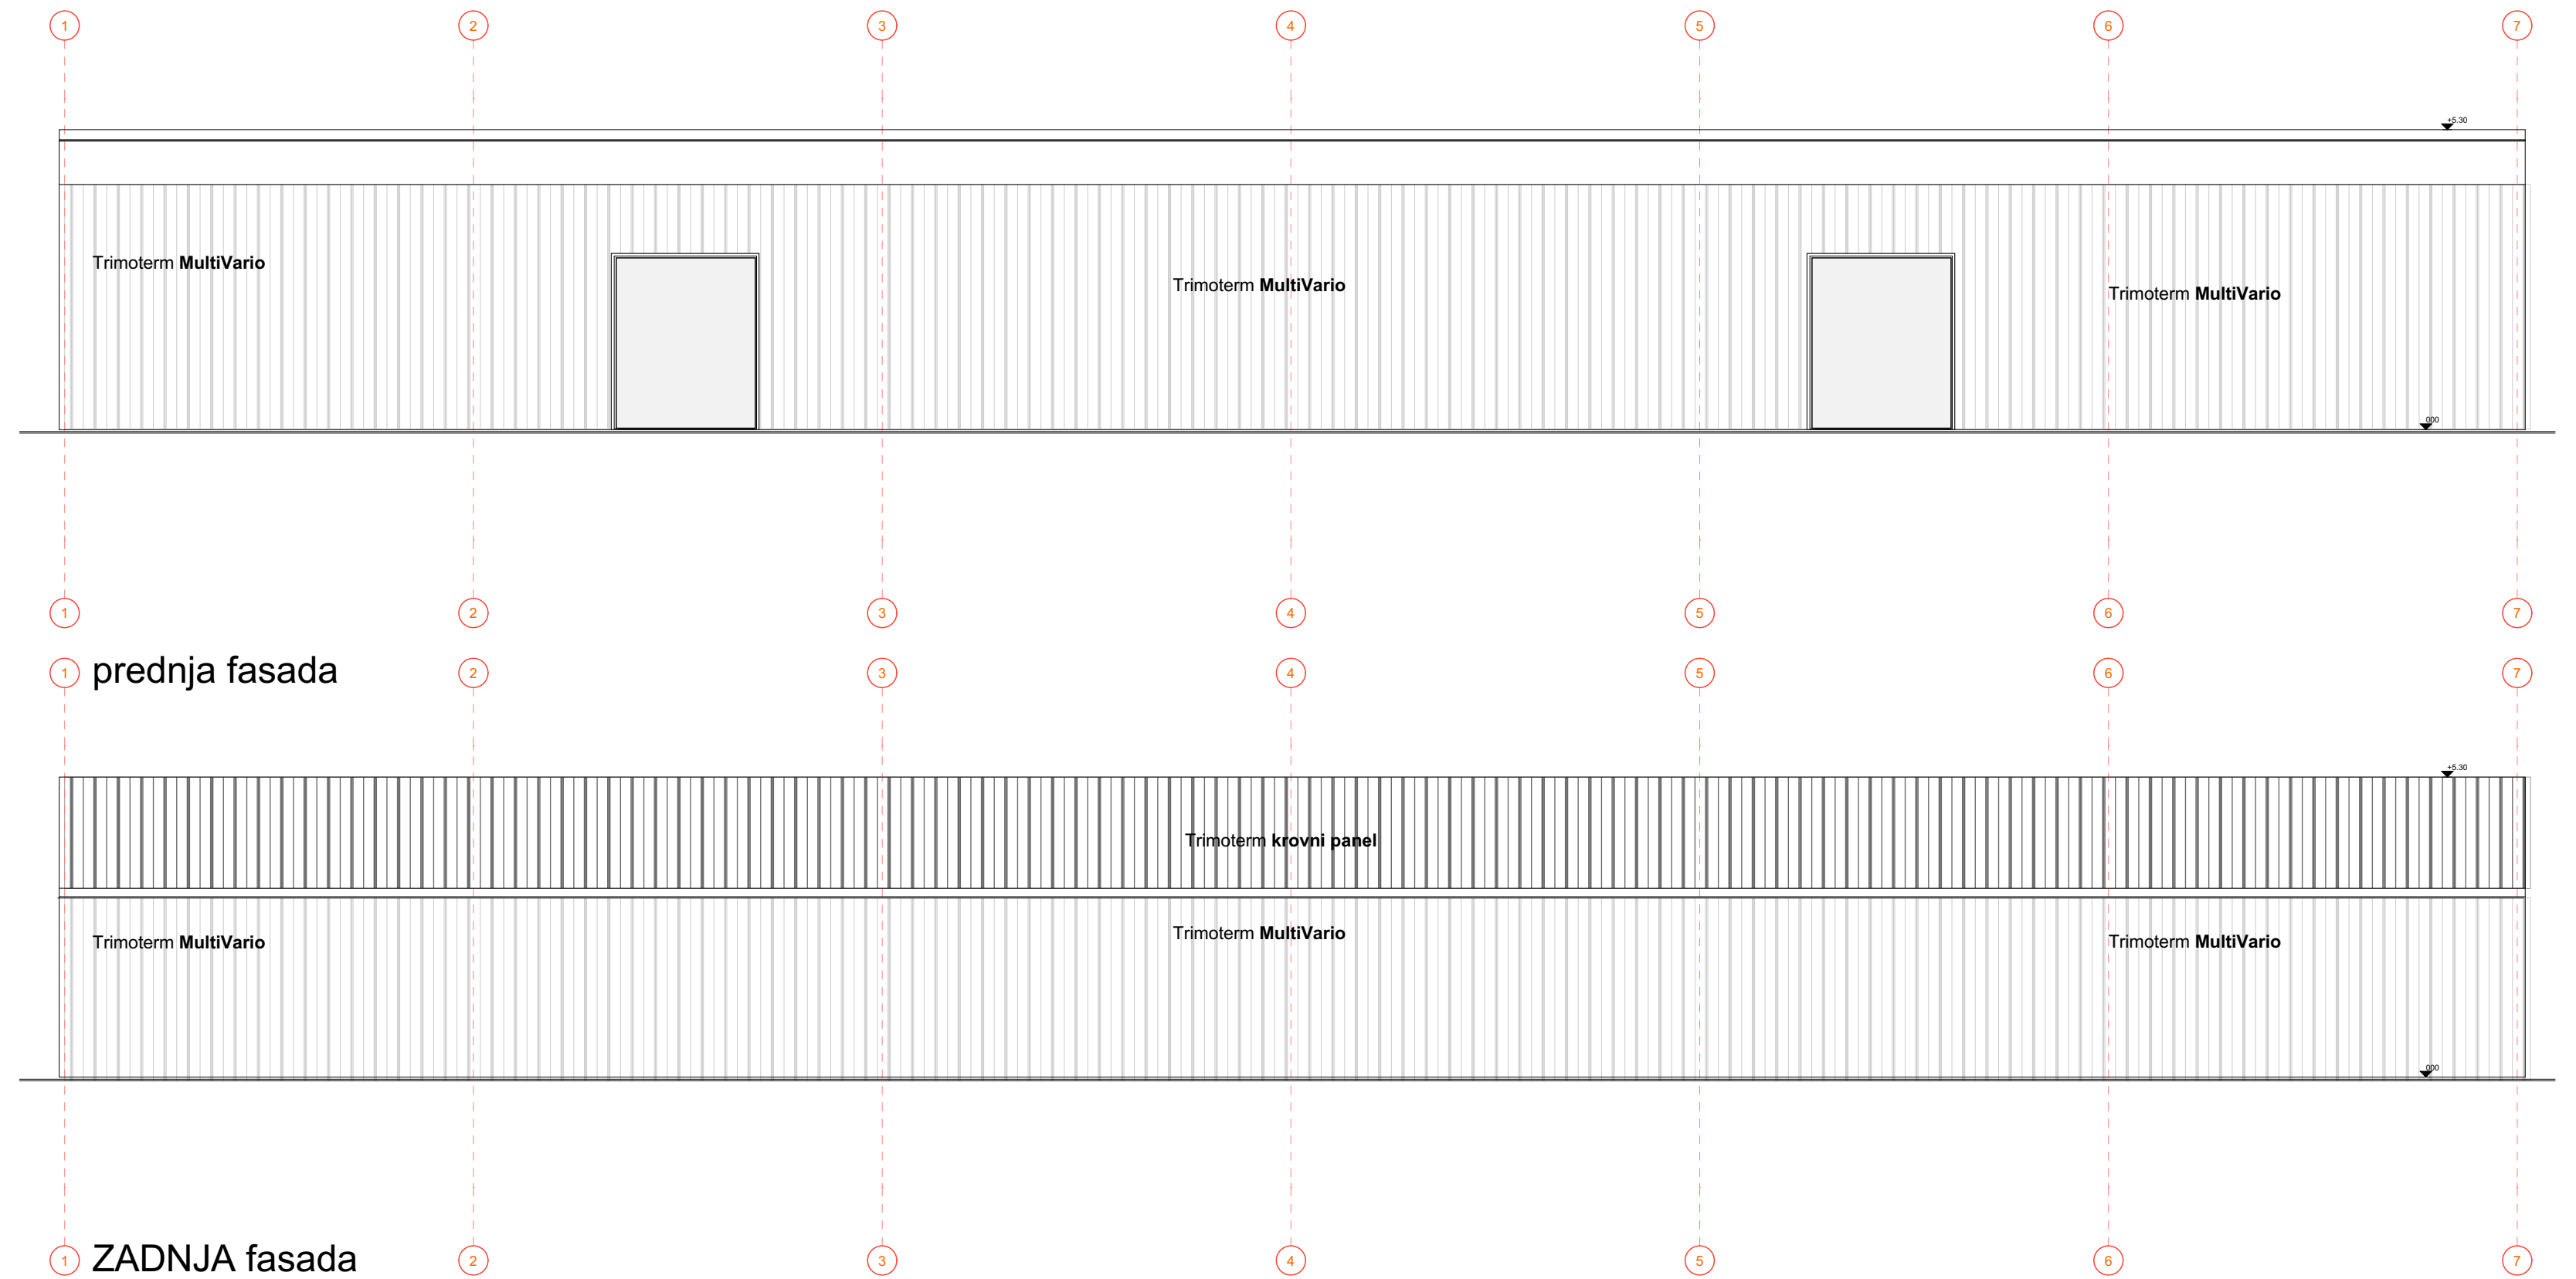 1 2 3 4 5 6 7
+5.30
Trimoterm MultiVario
Trimoterm MultiVario
Trimoterm MultiVario
000
1 2 3 4 5 6 7
prednja fasada
1 2 3 4 5 6 7
+5.30
Trimoterm krovni panel
Trimoterm MultiVario
Trimoterm MultiVario
Trimoterm MultiVario
000
1 2 3 4 5 6 7
ZADNJA fasada